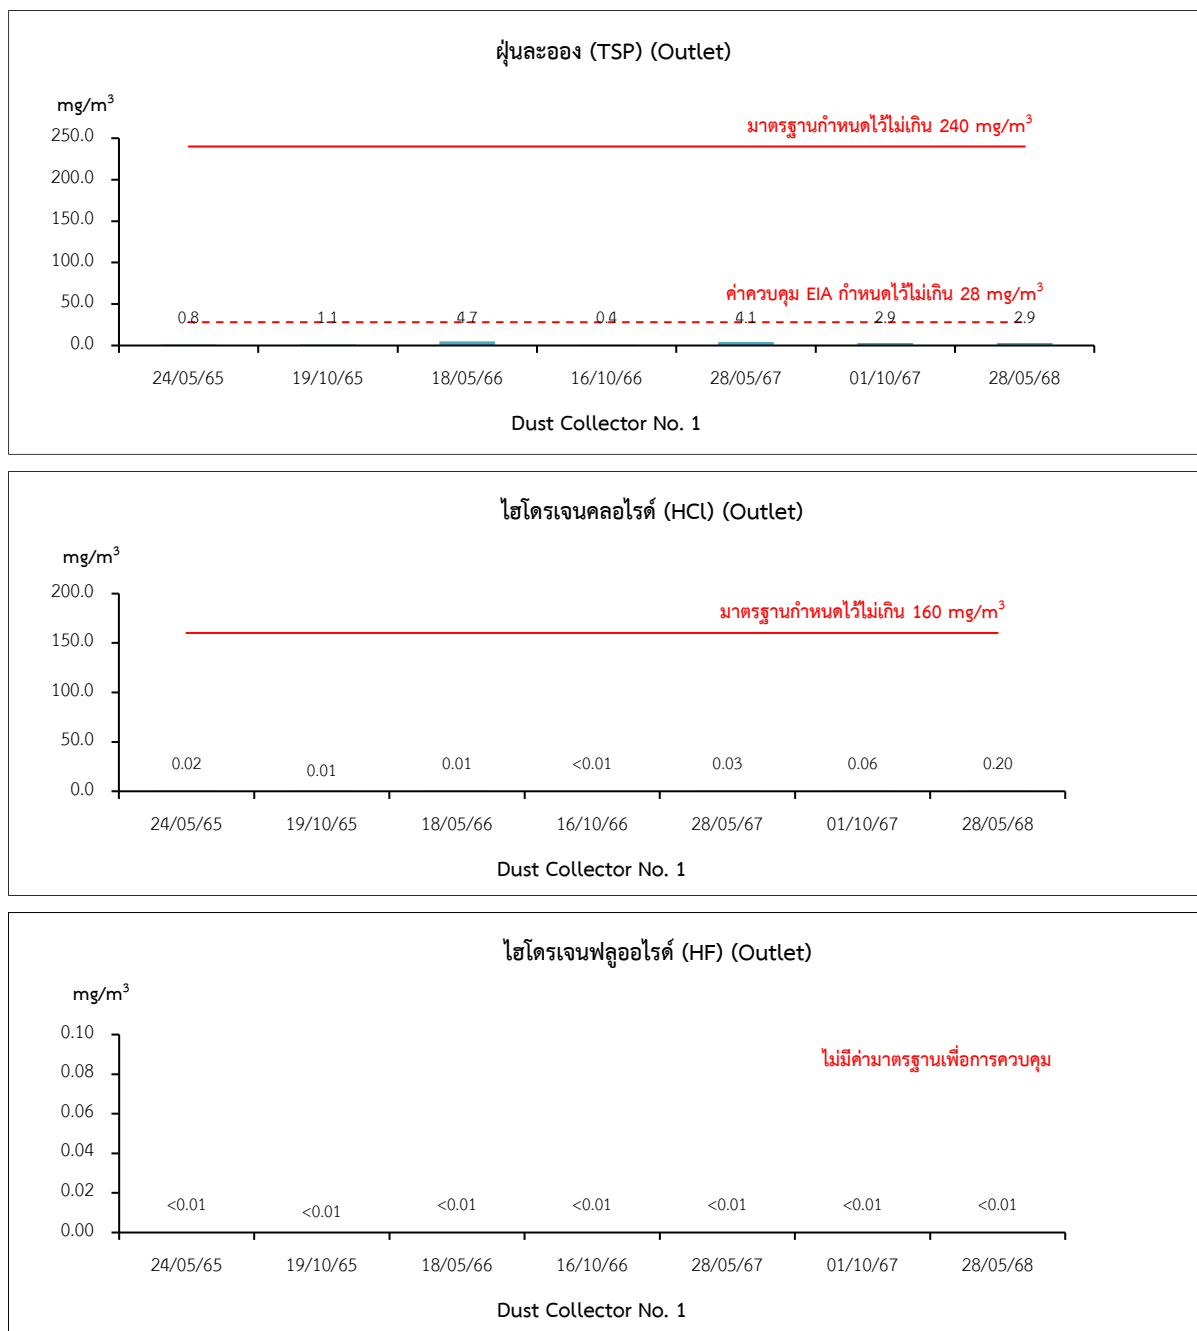 ฝุ่นละออง (TSP) (Outlet)
mg/m³
มาตรฐานกำหนดไว้ไม่เกิน 240 mg/m³
250.0
200.0
150.0
100.0
50.0
0.0
ค่าควบคุม EIA กำหนดไว้ไม่เกิน 28 mg/m³
0.8 1.1 4.7 0.4 4.1 2.9 2.9
24/05/65 19/10/65 18/05/66 16/10/66 28/05/67 01/10/67 28/05/68
Dust Collector No. 1
ไฮโดรเจนคลอไรด์ (HCl) (Outlet)
mg/m³
มาตรฐานกำหนดไว้ไม่เกิน 160 mg/m³
200.0
150.0
100.0
50.0
0.0
0.02 0.01 0.01 <0.01 0.03 0.06 0.20
24/05/65 19/10/65 18/05/66 16/10/66 28/05/67 01/10/67 28/05/68
Dust Collector No. 1
ไฮโดรเจนฟลูออไรด์ (HF) (Outlet)
mg/m³
ไม่มีค่ามาตรฐานเพื่อการควบคุม
0.10
0.08
0.06
0.04
0.02
0.00
<0.01 <0.01 <0.01 <0.01 <0.01 <0.01 <0.01
24/05/65 19/10/65 18/05/66 16/10/66 28/05/67 01/10/67 28/05/68
Dust Collector No. 1